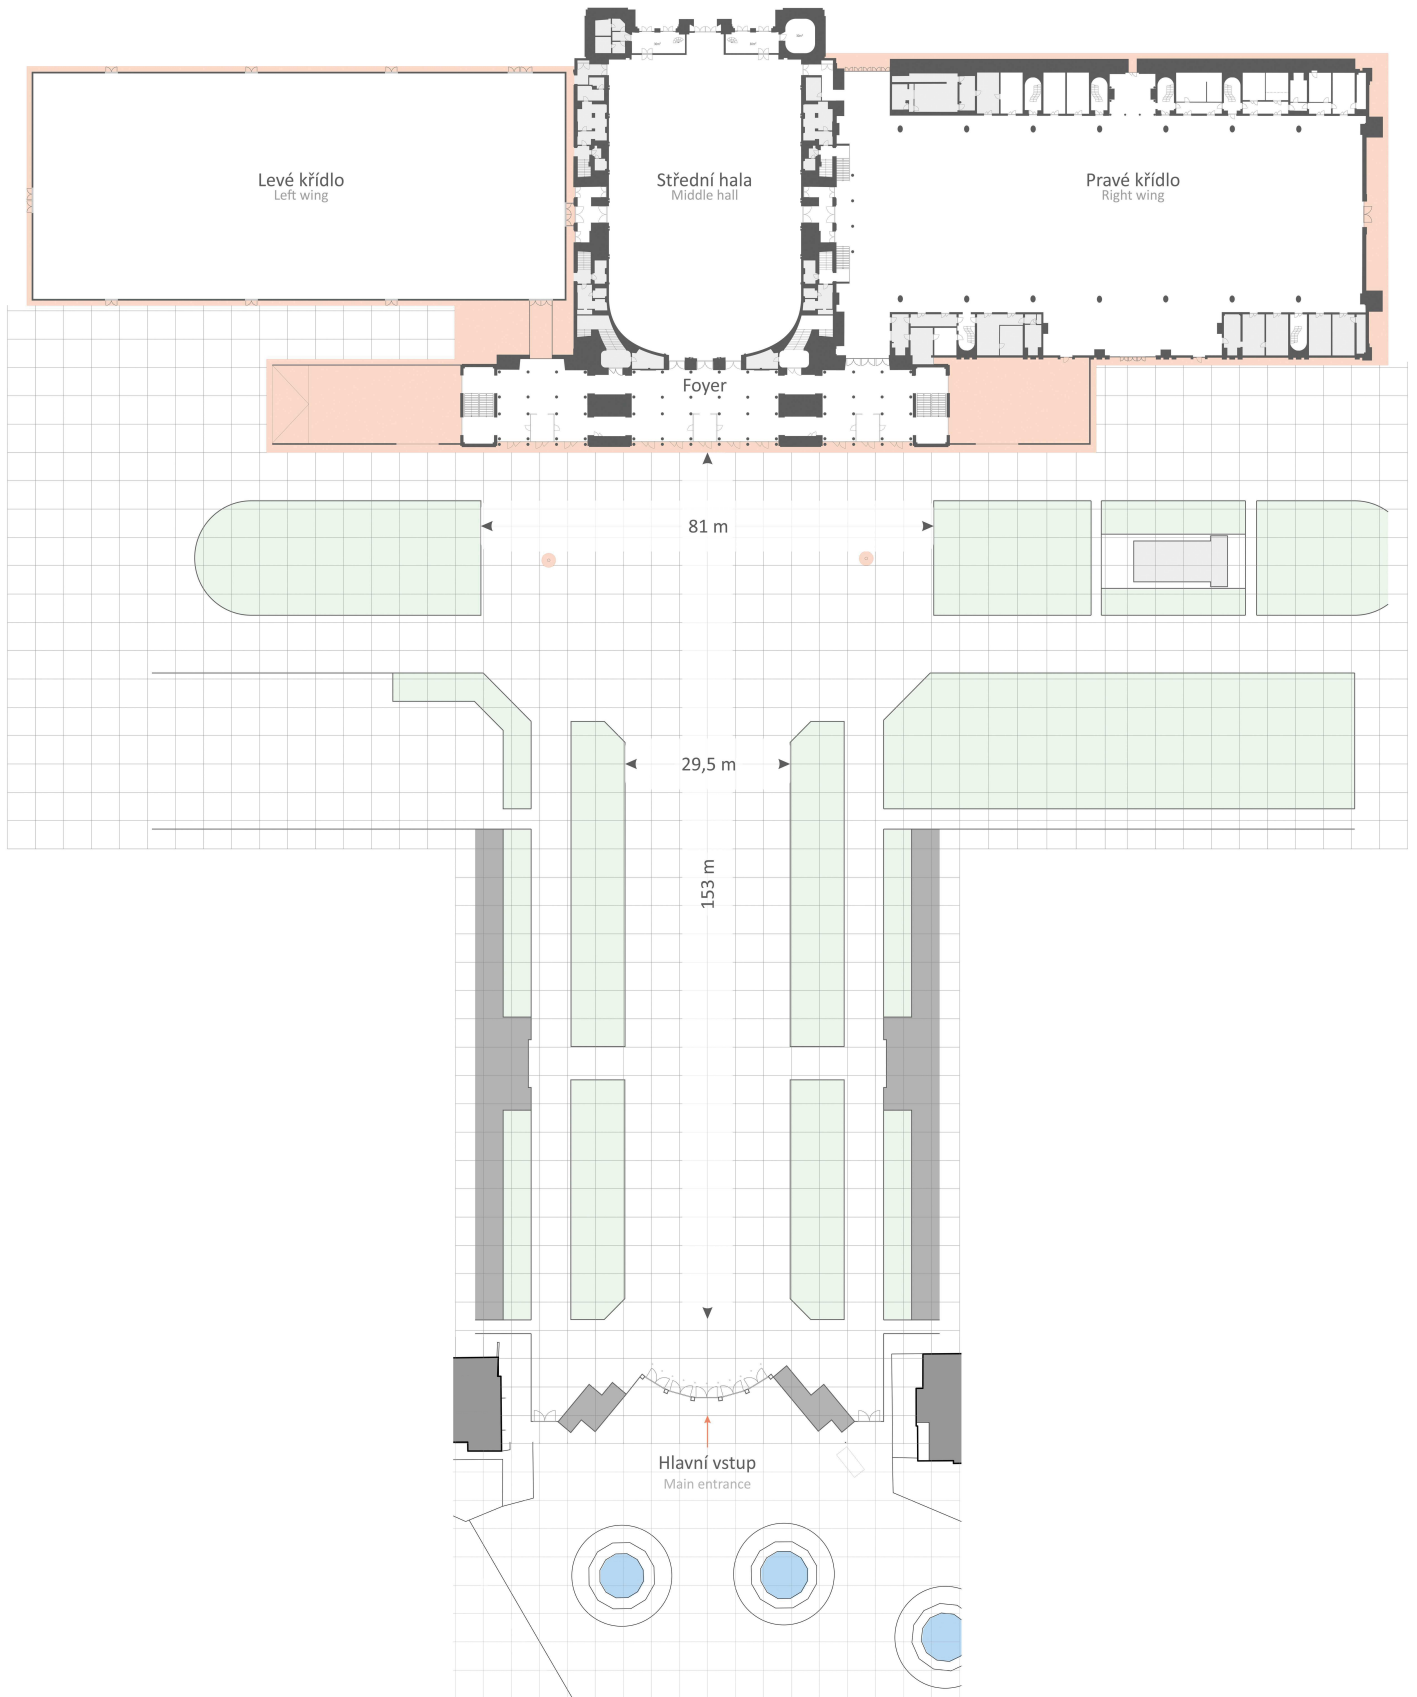 Levé křídlo
Left wing
Střední hala
Middle hall
Pravé křídlo
Right wing
Foyer
81 m
29,5 m
153 m
Hlavní vstup
Main entrance